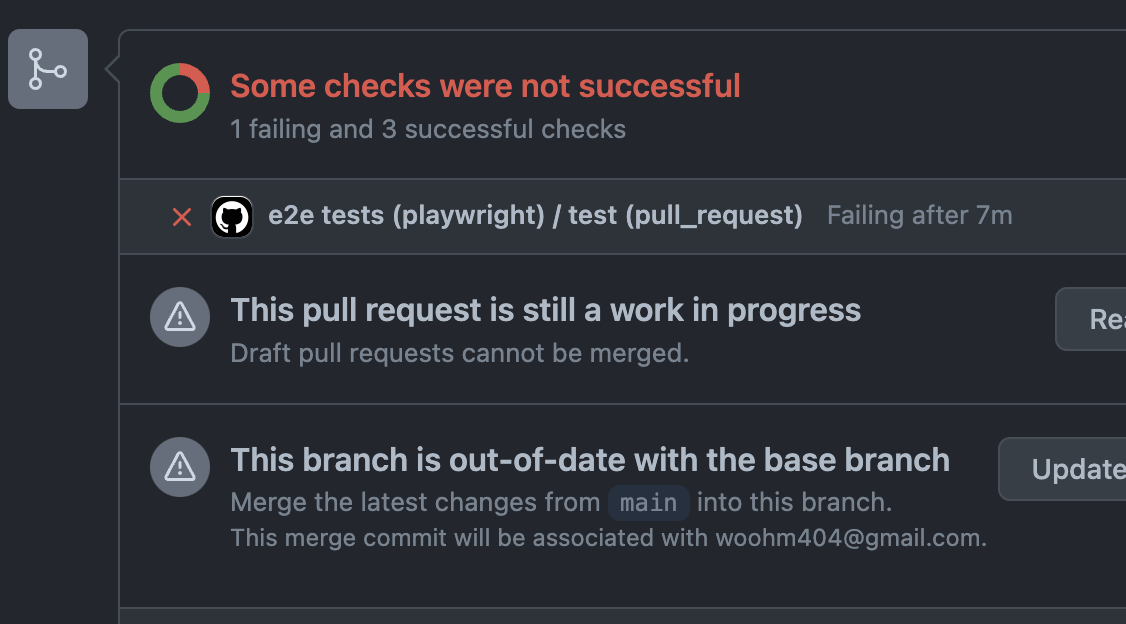 Some checks were not successful
1 failing and 3 successful checks
e2e tests (playwright) / test (pull_request) Failing after 7m
This pull request is still a work in progress
Draft pull requests cannot be merged.
Rea
This branch is out-of-date with the base branch
Update
Merge the latest changes from main into this branch.
This merge commit will be associated with woohm404@gmail.com.